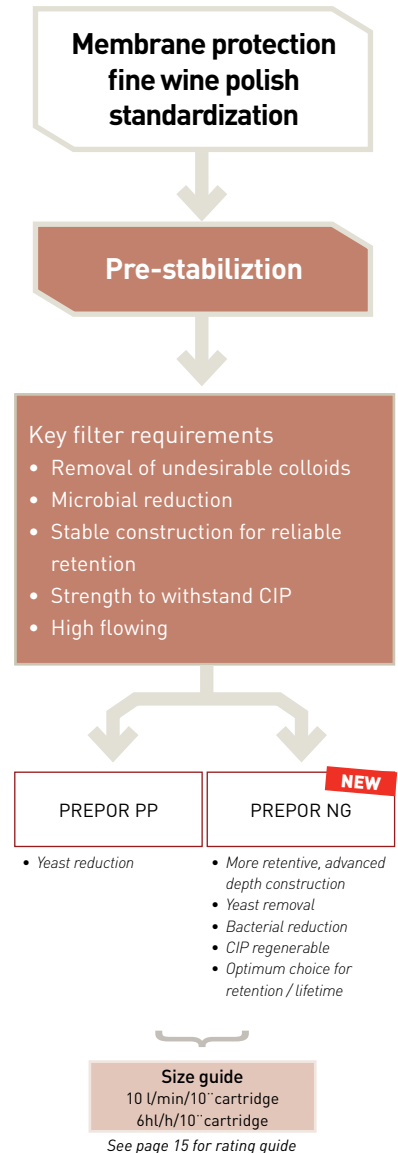 Membrane protection
fine wine polish
standardization
Pre-stabiliztion
Key filter requirements
• Removal of undesirable colloids
• Microbial reduction
• Stable construction for reliable
retention
• Strength to withstand CIP
• High flowing
PREPOR PP
• Yeast reduction
NEW
PREPOR NG
• More retentive, advanced
depth construction
• Yeast removal
• Bacterial reduction
• CIP regenerable
• Optimum choice for
retention / lifetime
Size guide
10 l/min/10¨cartridge
6hl/h/10¨cartridge
See page 15 for rating guide